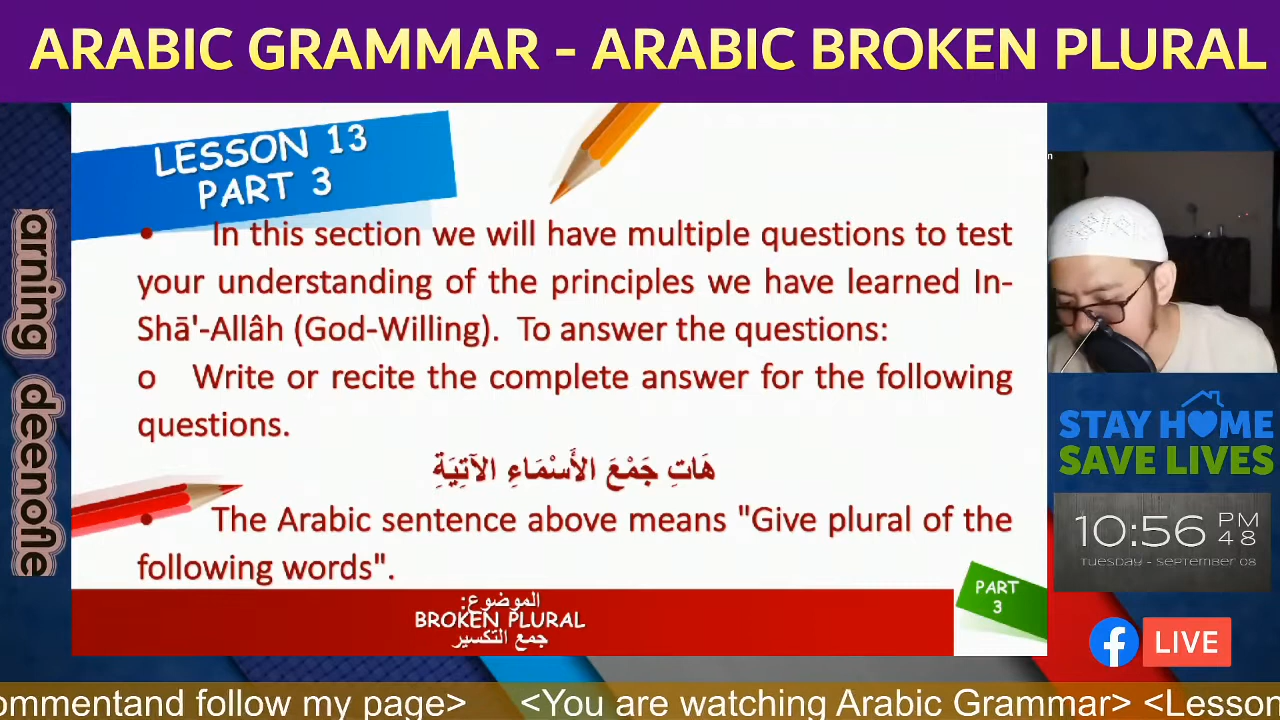 ARABIC GRAMMAR - ARABIC BROKEN PLURAL
LESSON 13
PART 3
• In this section we will have multiple questions to test
your understanding of the principles we have learned In-
Shā'-Allâh (God-Willing). To answer the questions:
o Write or recite the complete answer for the following
questions.
هَاتِ جَمْعَ الأَسْمَاءِ الآتِيَةِ
• The Arabic sentence above means "Give plural of the
following words".
الموضوع:
BROKEN PLURAL
جمع التكسير
PART
3
arning deenofle
STAY HOME
SAVE LIVES
10:56 PM
48
TUESDAY - SEPTEMBER 08
LIVE
ommentand follow my page> <You are watching Arabic Grammar> <Lesson